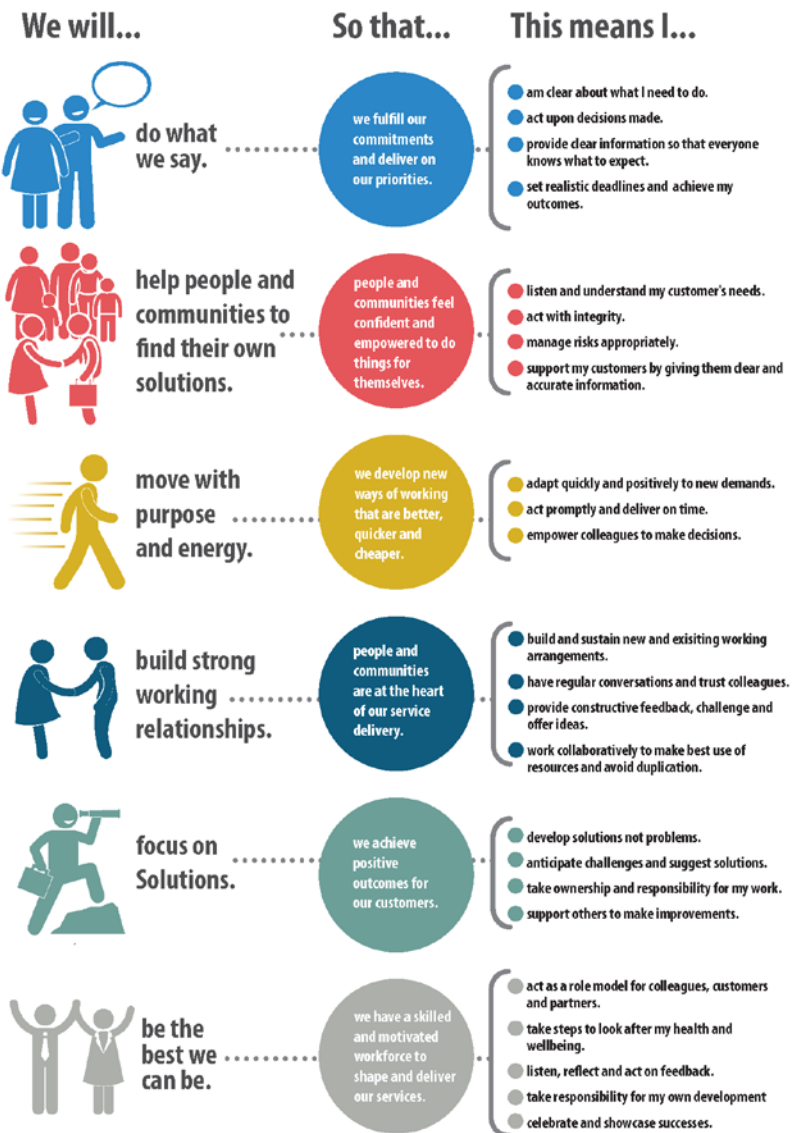 We will...
So that...
This means I...
do what
we say.
we fulfill our
commitments
and deliver on
our priorities.
am clear about what I need to do.
act upon decisions made.
provide clear information so that everyone
knows what to expect.
set realistic deadlines and achieve my
outcomes.
help people and
communities to
find their own
solutions.
people and
communities feel
confident and
empowered to do
things for
themselves.
listen and understand my customer's needs.
act with integrity.
manage risks appropriately.
support my customers by giving them clear and
accurate information.
move with
purpose
and energy.
we develop new
ways of working
that are better,
quicker and
cheaper.
adapt quickly and positively to new demands.
act promptly and deliver on time.
empower colleagues to make decisions.
build strong
working
relationships.
people and
communities
are at the heart
of our service
delivery.
build and sustain new and exisiting working
arrangements.
have regular conversations and trust colleagues.
provide constructive feedback, challenge and
offer ideas.
work collaboratively to make best use of
resources and avoid duplication.
focus on
Solutions.
we achieve
positive
outcomes for
our customers.
develop solutions not problems.
anticipate challenges and suggest solutions.
take ownership and responsibility for my work.
support others to make improvements.
be the
best we
can be.
we have a skilled
and motivated
workforce to
shape and deliver
our services.
act as a role model for colleagues, customers
and partners.
take steps to look after my health and
wellbeing.
listen, reflect and act on feedback.
take responsibility for my own development
celebrate and showcase successes.